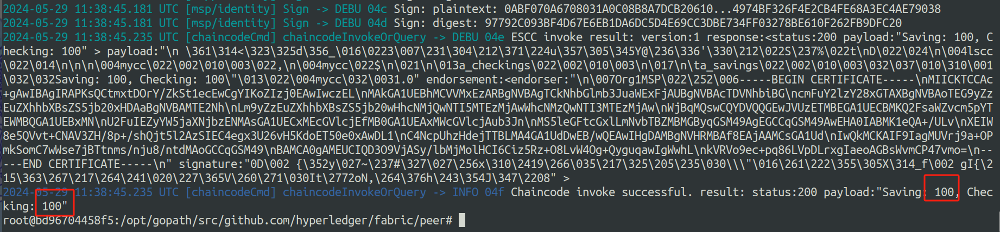 2024-05-29 11:38:45.181 UTC [msp/identity] Sign -> DEBU 04c Sign: plaintext: 0ABF070A6708031A0C08B8A7DCB20610...4974BF326F4E2CB4FE68A3EC4AE79038
2024-05-29 11:38:45.181 UTC [msp/identity] Sign -> DEBU 04d Sign: digest: 97792C093BF4D67E6EB1DA6DC5D4E69CC3DBE734FF03278BE610F262FB9DFC20
2024-05-29 11:38:45.235 UTC [chaincodeCmd] chaincodeInvokeOrQuery -> DEBU 04e ESCC invoke result: version:1 response:<status:200 payload:"Saving: 100, C
hecking: 100" > payload:"\n \361\314<\323\325d\356_\016\0223\007\231\304\212\371\224u\357\305\345Y@\236\336'\330\212\022S\237%\022t\nD\022\024\n\004lscc
\022\014\n\n\n\004mycc\022\002\010\003\022,\n\004mycc\022$\n\021\n\013a_checkings\022\002\010\003\n\017\n\ta_savings\022\002\010\003\032\037\010\310\001
\032\032Saving: 100, Checking: 100\"\013\022\004mycc\032\0031.0" endorsement:<endorser:"\n\007Org1MSP\022\252\006-----BEGIN CERTIFICATE-----\nMIICKTCCAc
+gAwIBAgIRAPKsQCtmxtDOrY/ZkSt1ecEwCgYIKoZIzj0EAwIwczEL\nMAkGA1UEBhMCVVMxEzARBgNVBAgTCkNhbGlmb3JuaWExFjAUBgNVBAcTDVNhbiBG\ncmFuY2lzY28xGTAXBgNVBAoTEG9yZz
EuZXhhbXBsZS5jb20xHDAaBgNVBAMTE2Nh\nLm9yZzEuZXhhbXBsZS5jb20wHhcNMjQwNTI5MTEzMjAwWhcNMzQwNTI3MTEzMjAw\nWjBqMQswCQYDVQQGEwJVUzETMBEGA1UECBMKQ2FsaWZvcm5pYT
EWMBQGA1UEBxMN\nU2FuIEZyYW5jaXNjbzENMAsGA1UECxMEcGVlcjEfMB0GA1UEAxMWcGVlcjAub3Jn\nMS5leGFtcGxlLmNvbTBZMBMGByqGSM49AgEGCCqGSM49AwEHA0IABMK1eQA+/ULv\nXEIW
8e5QVvt+CNAV3ZH/8p+/shQjt5l2AzSIEC4egx3U26vH5KdoET50e0xAwDL1\nC4NcpUhzHdejTTBLMA4GA1UdDwEB/wQEAwIHgDAMBgNVHRMBAf8EAjAAMCsGA1Ud\nIwQkMCKAIF9IagMUVrj9a+OP
mkSomC7wWse7jBTtnms/nju8/ntdMAoGCCqGSM49\nBAMCA0gAMEUCIQD3O9VjASy/lbMjMolHCI6Ciz5Rz+O8LvW4Og+QyguqawIgWwhL\nkVRVo9ec+pq86LVpDLrxgIaeoAGBsWvmCP47vmo=\n--
---END CERTIFICATE-----\n" signature:"0D\002 {\352y\027~\237#\327\027\256x\310\2419\266\035\217\325\205\235\030\\\"\016\261\222\355\305X\314_f\002 gI{\2
15\363\267\217\264\241\020\227\365V\260\271\030It\2772oN,\264\376h\243\354J\347\2208" >
2024-05-29 11:38:45.235 UTC [chaincodeCmd] chaincodeInvokeOrQuery -> INFO 04f Chaincode invoke successful. result: status:200 payload:"Saving: 100, Chec
king: 100"
root@bd96704458f5:/opt/gopath/src/github.com/hyperledger/fabric/peer#